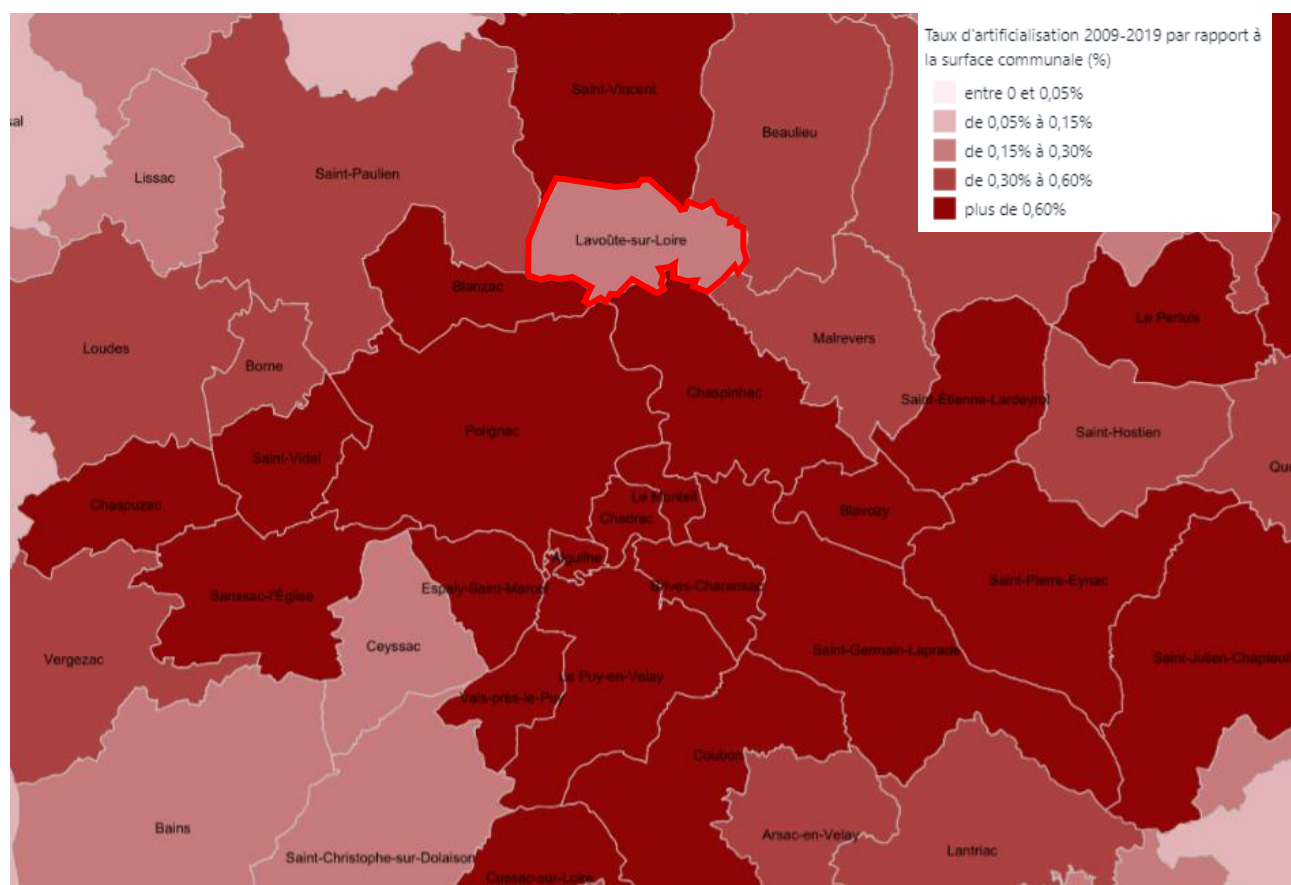 Taux d'artificialisation 2009-2019 par rapport à
la surface communale (%)
entre 0 et 0,05%
de 0,05% à 0,15%
de 0,15% à 0,30%
de 0,30% à 0,60%
plus de 0,60%
Saint-Vincent
sal
Beaulieu
Lissac
Saint-Paulien
Lavoûte-sur-Loire
Blanzac
Le Pertuis
Malrevers
Loudes
Borne
Chaspinhac
Saint-Étienne-Lardeyrol
Polignac
Saint-Hostien
Saint-Vidal
Que
Le Monteil
Chaspuzac
Blavozy
Chadrac
Aiguilhe
Saint-Pierre-Eynac
Espaly-Saint-Marcel
Brives-Charensac
Sanssac-l'Église
Ceyssac
Saint-Germain-Laprade
Vergezac
Saint-Julien-Chapteuil
Le Puy-en-Velay
Vals-près-le-Puy
Coubon
Bains
Arsac-en-Velay
Lantriac
Saint-Christophe-sur-Dolaison
Cussac-sur-Loire